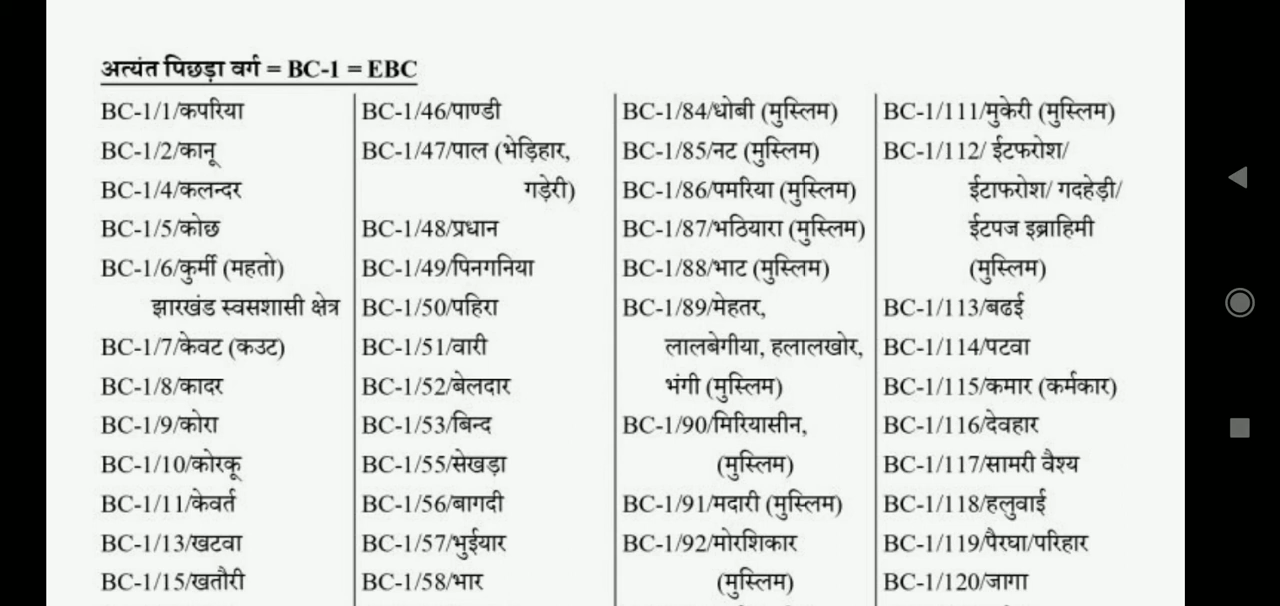 अत्यंत पिछड़ा वर्ग = BC-1 = EBC
BC-1/1/कपरिया
BC-1/2/कानू
BC-1/4/कलन्दर
BC-1/5/कोछ
BC-1/6/कुर्मी (महतो)
झारखंड स्वसशासी क्षेत्र
BC-1/7/केवट (कउट)
BC-1/8/कादर
BC-1/9/कोरा
BC-1/10/कोरकू
BC-1/11/केवर्त
BC-1/13/खटवा
BC-1/15/खतौरी
BC-1/46/पाण्डी
BC-1/47/पाल (भेड़िहार,
गड़ेरी)
BC-1/48/प्रधान
BC-1/49/पिनगनिया
BC-1/50/पहिरा
BC-1/51/वारी
BC-1/52/बेलदार
BC-1/53/बिन्द
BC-1/55/सेखड़ा
BC-1/56/बागदी
BC-1/57/भुईयार
BC-1/58/भार
BC-1/84/धोबी (मुस्लिम)
BC-1/85/नट (मुस्लिम)
BC-1/86/पमरिया (मुस्लिम)
BC-1/87/भठियारा (मुस्लिम)
BC-1/88/भाट (मुस्लिम)
BC-1/89/मेहतर,
लालबेगीया, हलालखोर,
भंगी (मुस्लिम)
BC-1/90/मिरियासीन,
(मुस्लिम)
BC-1/91/मदारी (मुस्लिम)
BC-1/92/मोरशिकार
(मुस्लिम)
BC-1/111/मुकेरी (मुस्लिम)
BC-1/112/ ईटफरोश/
ईटाफरोश/ गदहेड़ी/
ईटपज इब्राहिमी
(मुस्लिम)
BC-1/113/बढई
BC-1/114/पटवा
BC-1/115/कमार (कर्मकार)
BC-1/116/देवहार
BC-1/117/सामरी वैश्य
BC-1/118/हलुवाई
BC-1/119/पैरघा/परिहार
BC-1/120/जागा